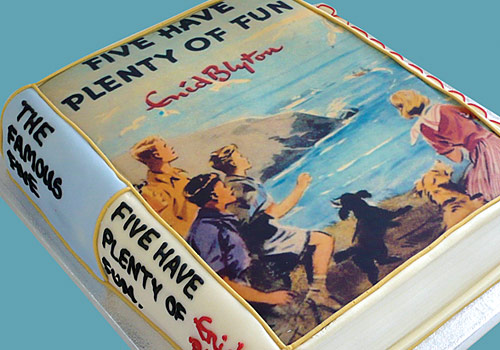 FIVE HAVE
PLENTY OF FUN
Enid Blyton
THE
FAMOUS
FIVE
FIVE HAVE
PLENTY OF
FUN.